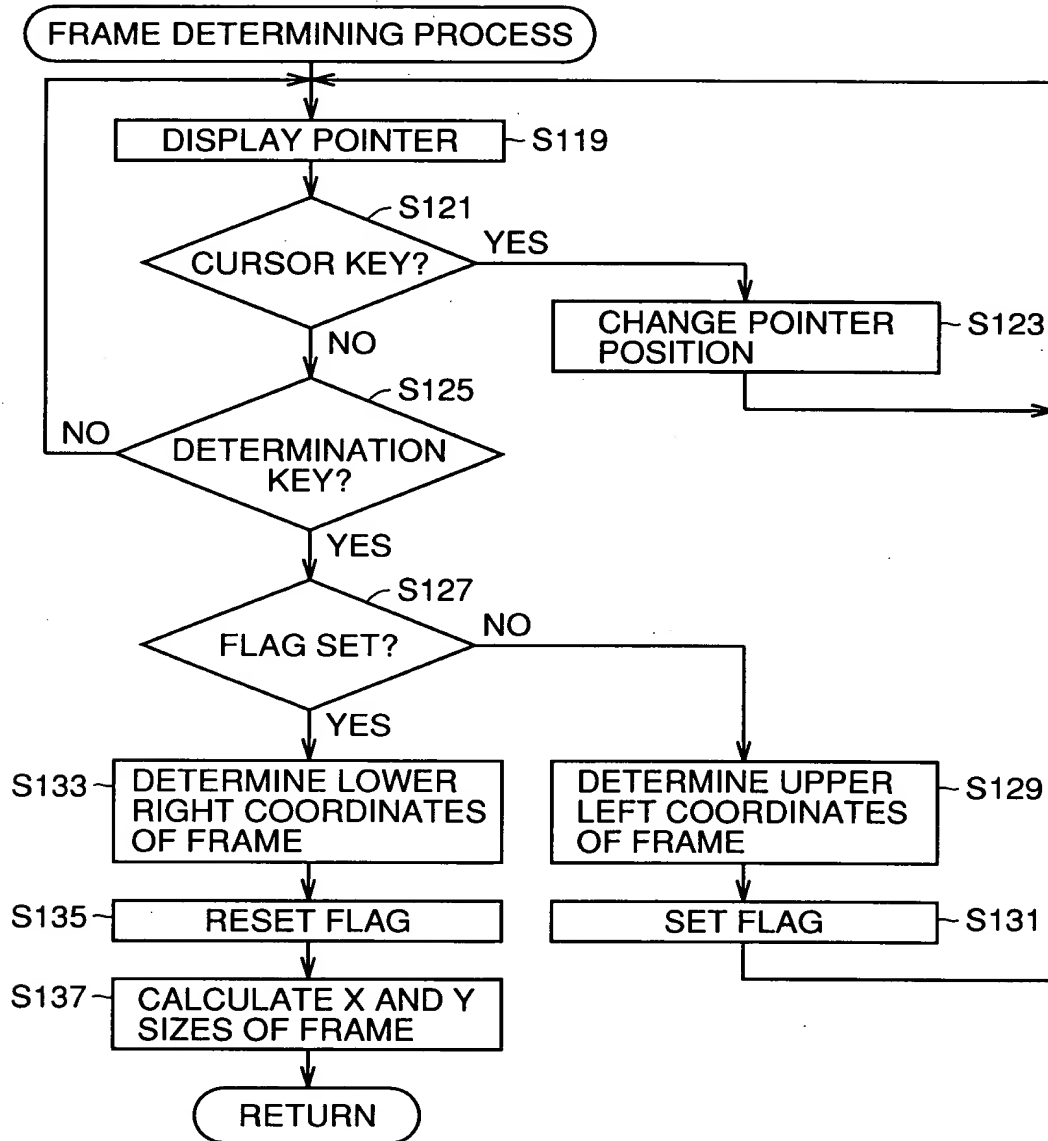 FRAME DETERMINING PROCESS
DISPLAY POINTER
S119
S121
CURSOR KEY?
YES
CHANGE POINTER
POSITION
S123
NO
S125
NO
DETERMINATION
KEY?
YES
S127
FLAG SET?
NO
YES
S133
DETERMINE LOWER
RIGHT COORDINATES
OF FRAME
DETERMINE UPPER
LEFT COORDINATES
OF FRAME
S129
S135
RESET FLAG
SET FLAG
S131
S137
CALCULATE X AND Y
SIZES OF FRAME
RETURN